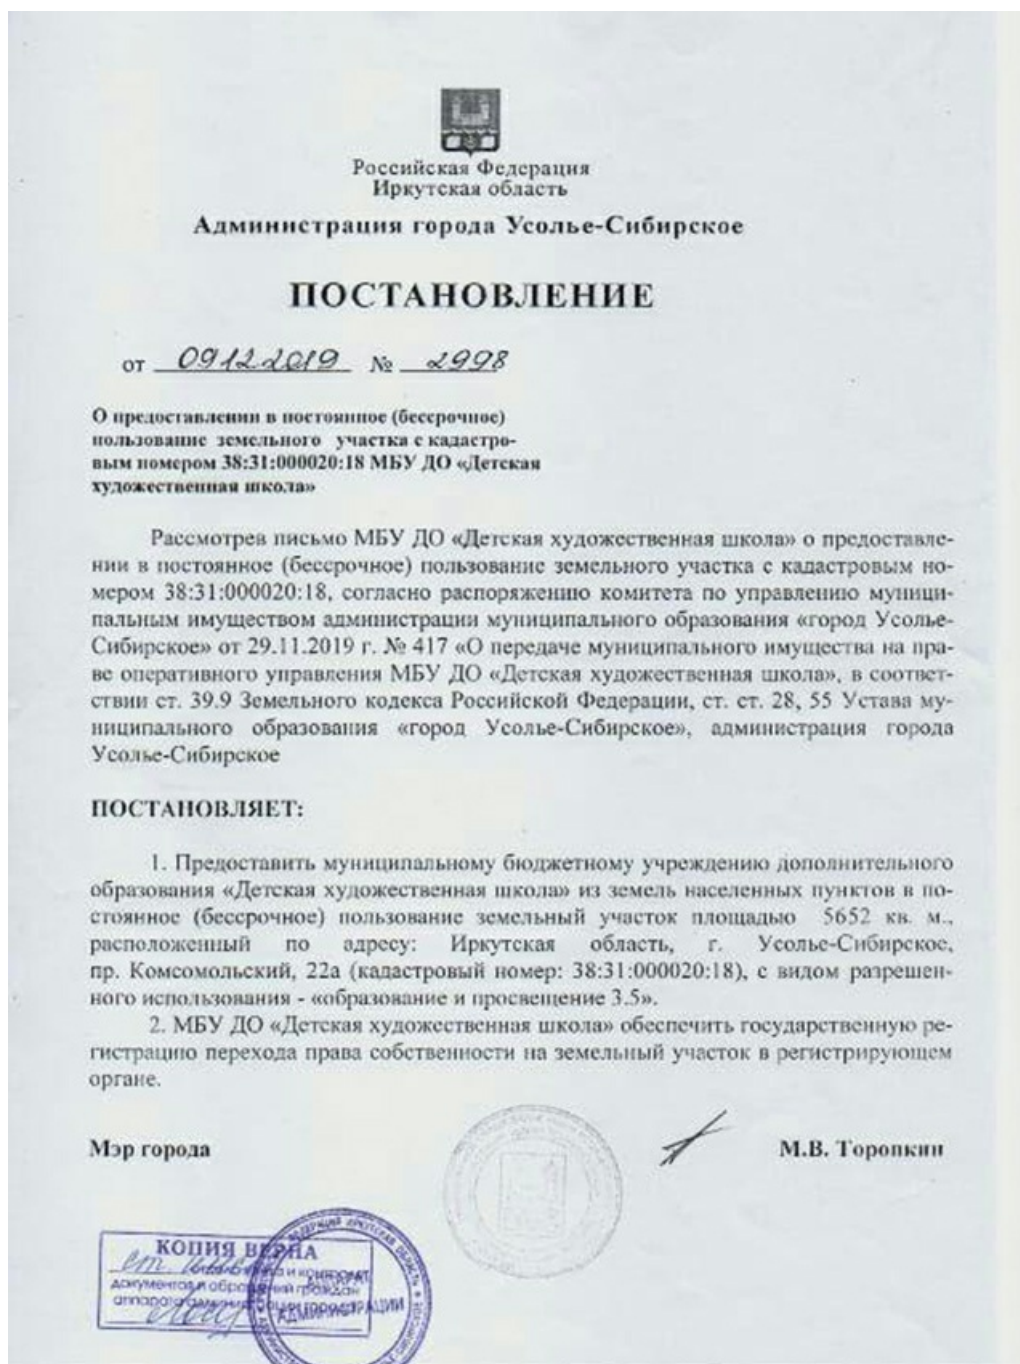 Российская Федерация
Иркутская область
Администрация города Усолье-Сибирское
ПОСТАНОВЛЕНИЕ
от 09.12.2019 № 2998
О предоставлении в постоянное (бессрочное)
пользование земельного участка с кадастро-
вым номером 38:31:000020:18 МБУ ДО «Детская
художественная школа»
Рассмотрев письмо МБУ ДО «Детская художественная школа» о предоставле-
нии в постоянное (бессрочное) пользование земельного участка с кадастровым но-
мером 38:31:000020:18, согласно распоряжению комитета по управлению муници-
пальным имуществом администрации муниципального образования «город Усолье-
Сибирское» от 29.11.2019 г. № 417 «О передаче муниципального имущества на пра-
ве оперативного управления МБУ ДО «Детская художественная школа», в соответ-
ствии ст. 39.9 Земельного кодекса Российской Федерации, ст. ст. 28, 55 Устава му-
ниципального образования «город Усолье-Сибирское», администрация города
Усолье-Сибирское
ПОСТАНОВЛЯЕТ:
1. Предоставить муниципальному бюджетному учреждению дополнительного
образования «Детская художественная школа» из земель населенных пунктов в по-
стоянное (бессрочное) пользование земельный участок площадью 5652 кв. м.,
расположенный по адресу: Иркутская область, г. Усолье-Сибирское,
пр. Комсомольский, 22а (кадастровый номер: 38:31:000020:18), с видом разрешен-
ного использования - «образование и просвещение 3.5».
2. МБУ ДО «Детская художественная школа» обеспечить государственную ре-
гистрацию перехода права собственности на земельный участок в регистрирующем
органе.
Мэр города М.В. Торопкин
КОПИЯ ВЕРНА
документов и обращений граждан
аппарата администрации города
АППАРАТ
АДМИНИСТРАЦИИ